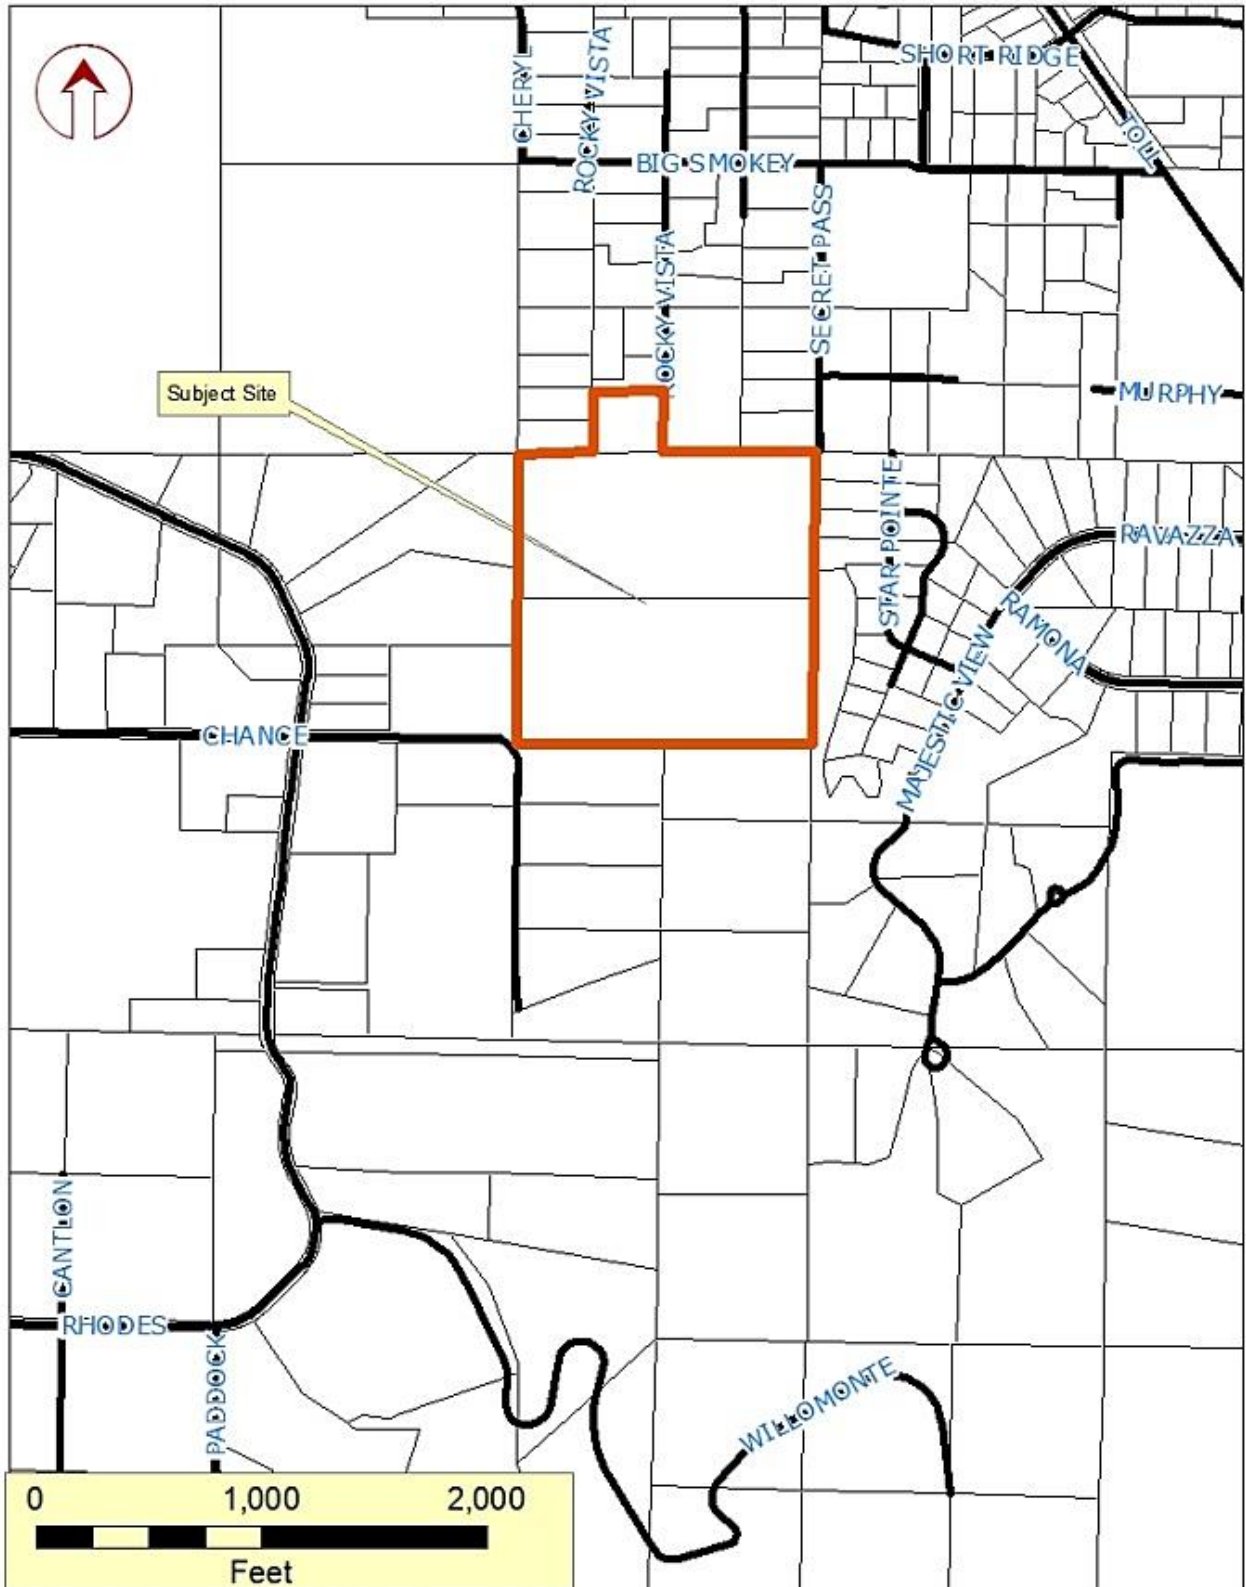 CHERYL
ROCKY VISTA
SHORT RIDGE
TOLL
BIG SMOKEY
SECRET PASS
ROCKY VISTA
Subject Site
MURPHY
STAR POINTE
RAVAZZA
RAMONA
MAJESTIC VIEW
CHANCE
CANTLON
RHODES
PADDOCK
WILLOMONTE
0 1,000 2,000
Feet